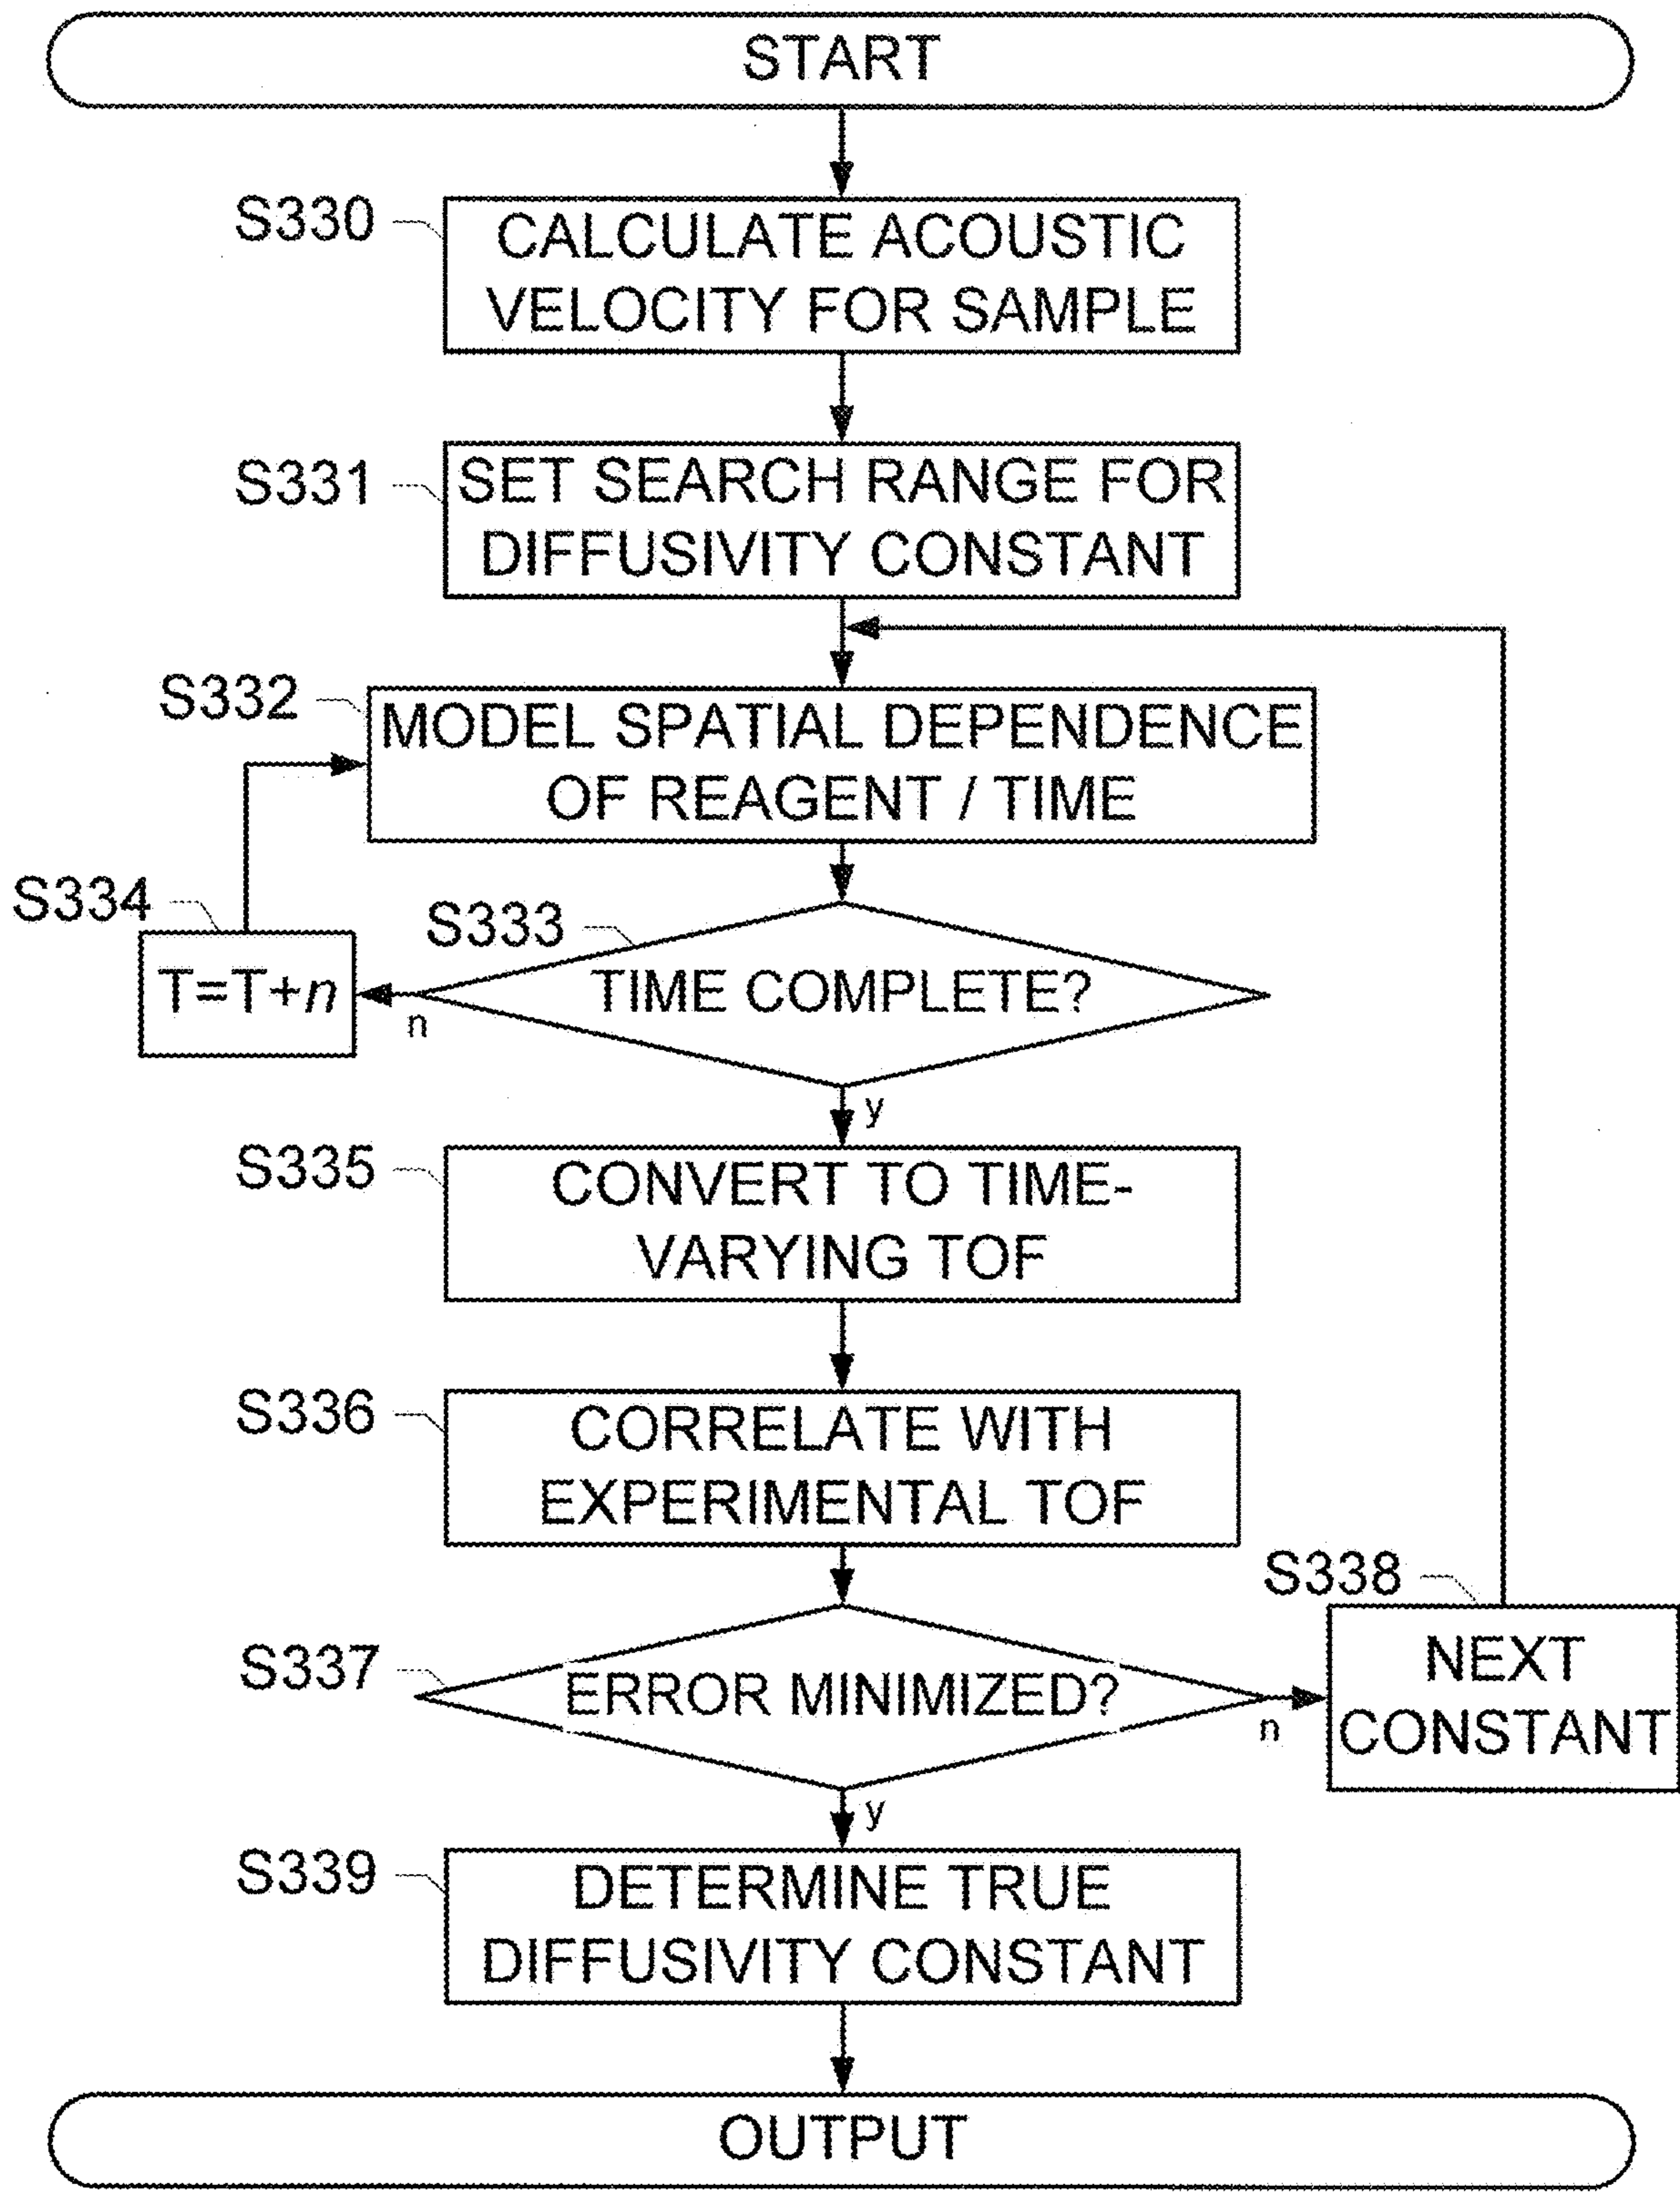 START
S330
CALCULATE ACOUSTIC
VELOCITY FOR SAMPLE
S331
SET SEARCH RANGE FOR
DIFFUSIVITY CONSTANT
S332
MODEL SPATIAL DEPENDENCE
OF REAGENT / TIME
S334
T=T+n
S333
TIME COMPLETE?
n
y
S335
CONVERT TO TIME-
VARYING TOF
S336
CORRELATE WITH
EXPERIMENTAL TOF
S337
ERROR MINIMIZED?
n
S338
NEXT
CONSTANT
y
S339
DETERMINE TRUE
DIFFUSIVITY CONSTANT
OUTPUT